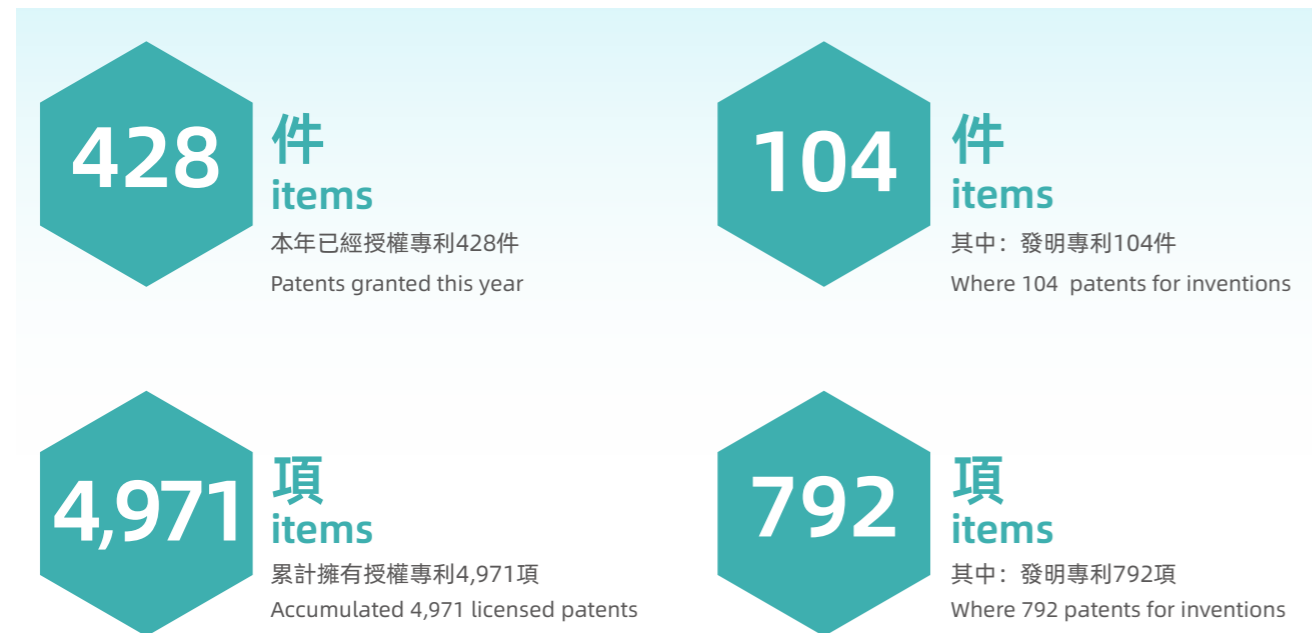 428
件
items
本年已經授權專利428件
Patents granted this year
104
件
items
其中：發明專利104件
Where 104 patents for inventions
4,971
項
items
累計擁有授權專利4,971項
Accumulated 4,971 licensed patents
792
項
items
其中：發明專利792項
Where 792 patents for inventions